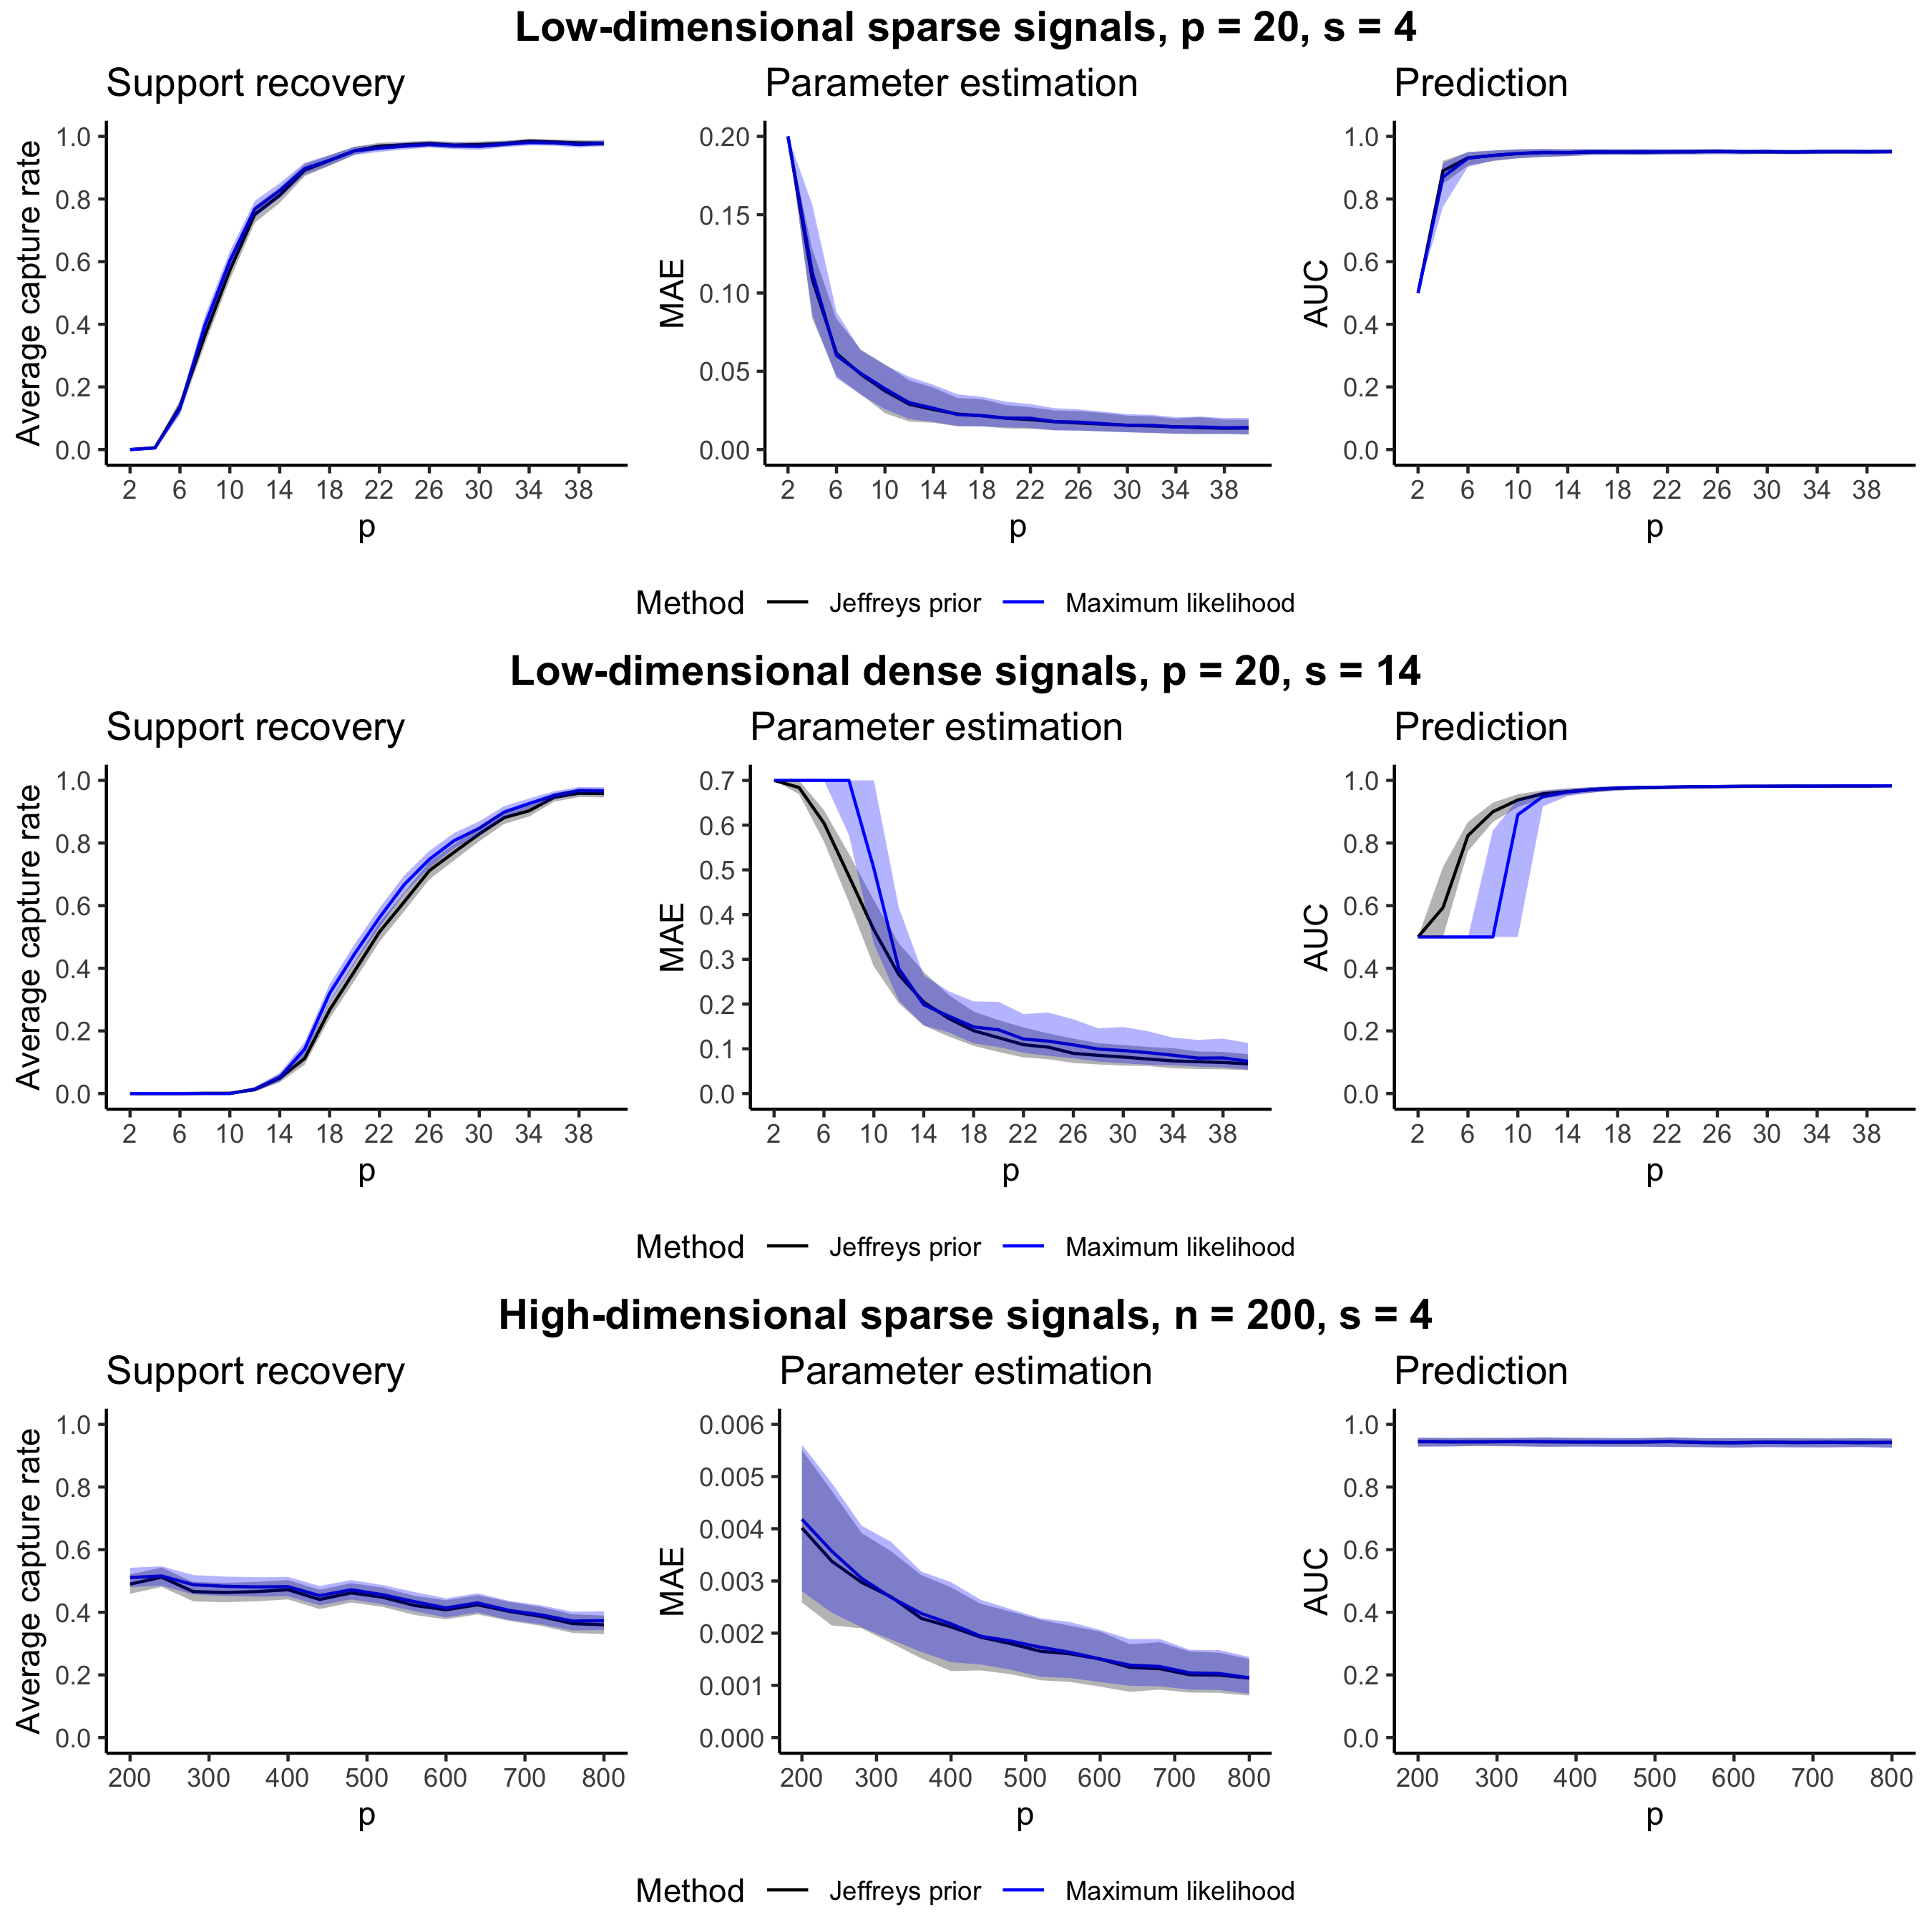 Low-dimensional sparse signals, p = 20, s = 4
Support recovery
Parameter estimation
Prediction
Average capture rate
1.0
0.8
0.6
0.4
0.2
0.0
2 6 10 14 18 22 26 30 34 38
p
MAE
0.20
0.15
0.10
0.05
0.00
2 6 10 14 18 22 26 30 34 38
p
AUC
1.0
0.8
0.6
0.4
0.2
0.0
2 6 10 14 18 22 26 30 34 38
p
Method Jeffreys prior Maximum likelihood
Low-dimensional dense signals, p = 20, s = 14
Support recovery
Parameter estimation
Prediction
Average capture rate
1.0
0.8
0.6
0.4
0.2
0.0
2 6 10 14 18 22 26 30 34 38
p
MAE
0.7
0.6
0.5
0.4
0.3
0.2
0.1
0.0
2 6 10 14 18 22 26 30 34 38
p
AUC
1.0
0.8
0.6
0.4
0.2
0.0
2 6 10 14 18 22 26 30 34 38
p
Method Jeffreys prior Maximum likelihood
High-dimensional sparse signals, n = 200, s = 4
Support recovery
Parameter estimation
Prediction
Average capture rate
1.0
0.8
0.6
0.4
0.2
0.0
200 300 400 500 600 700 800
p
MAE
0.006
0.005
0.004
0.003
0.002
0.001
0.000
200 300 400 500 600 700 800
p
AUC
1.0
0.8
0.6
0.4
0.2
0.0
200 300 400 500 600 700 800
p
Method Jeffreys prior Maximum likelihood